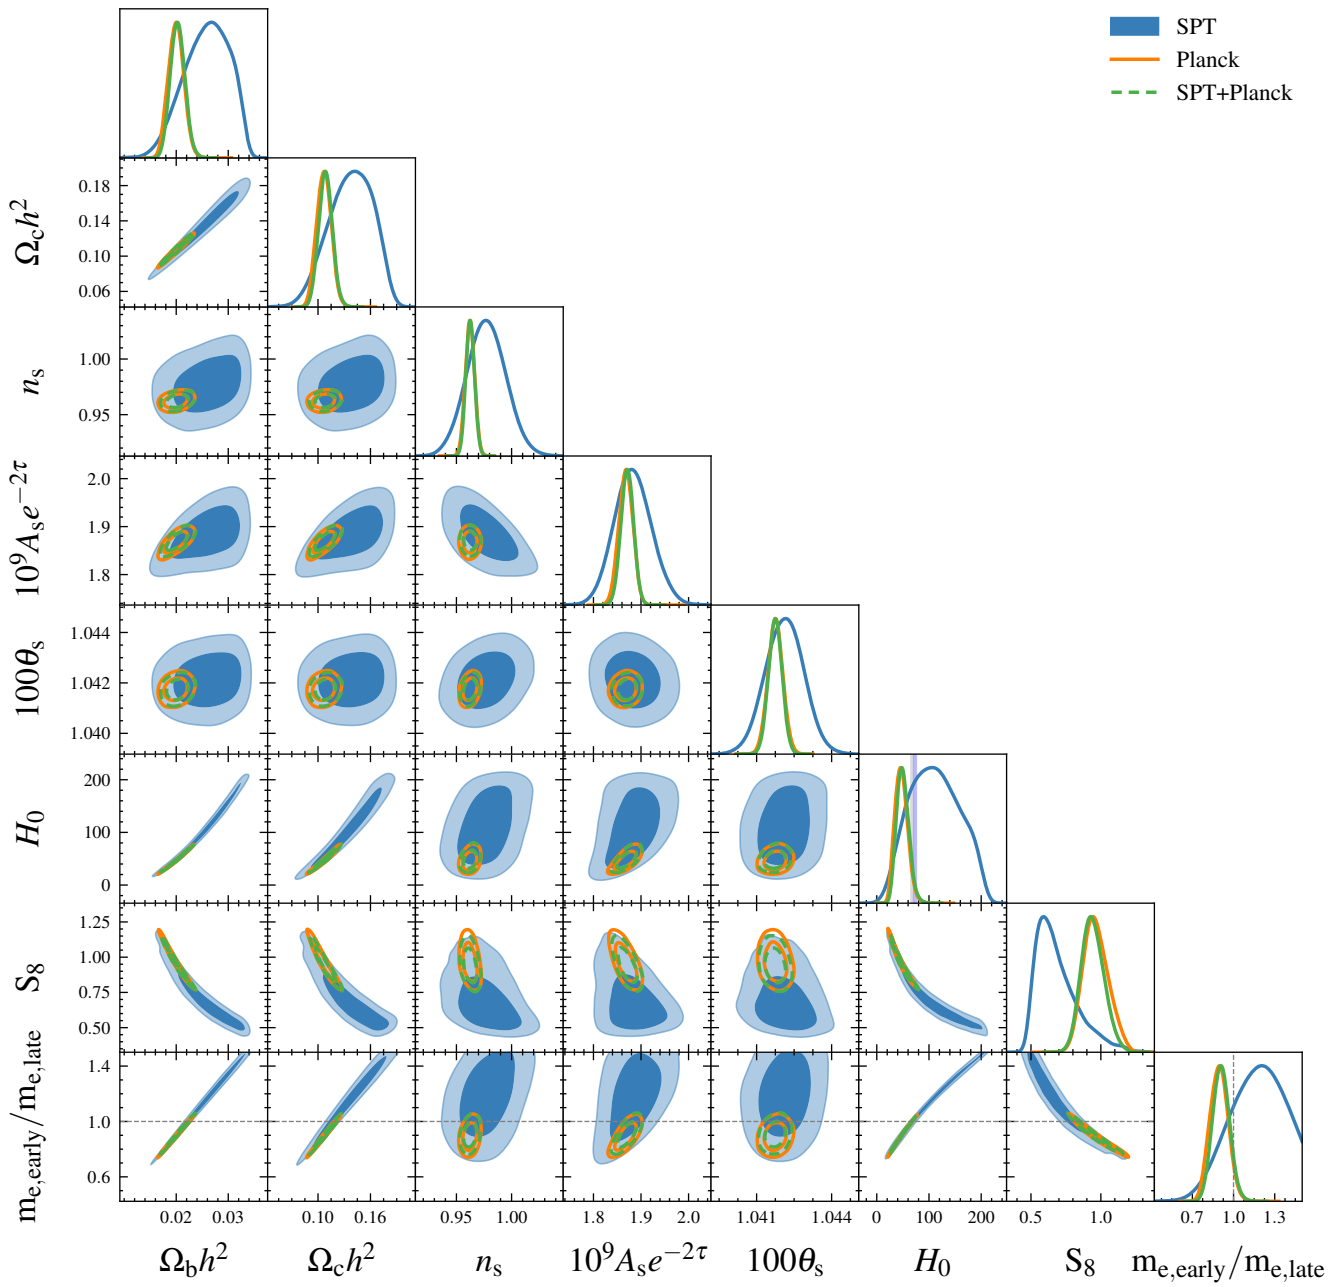 SPT
Planck
SPT+Planck
0.18
0.14
0.10
0.06
Ω_c h^2
1.00
0.95
n_s
2.0
1.9
1.8
10^9 A_s e^{-2τ}
1.044
1.042
1.040
100θ_s
200
100
0
H_0
1.25
1.00
0.75
0.50
S_8
1.4
1.0
0.6
m_{e,early}/m_{e,late}
0.02 0.03 0.10 0.16 0.95 1.00 1.8 1.9 2.0 1.041 1.044 0 100 200 1.0 0.7 1.0 1.3
Ω_b h^2 Ω_c h^2 n_s 10^9 A_s e^{-2τ} 100θ_s H_0 S_8 m_{e,early}/m_{e,late}